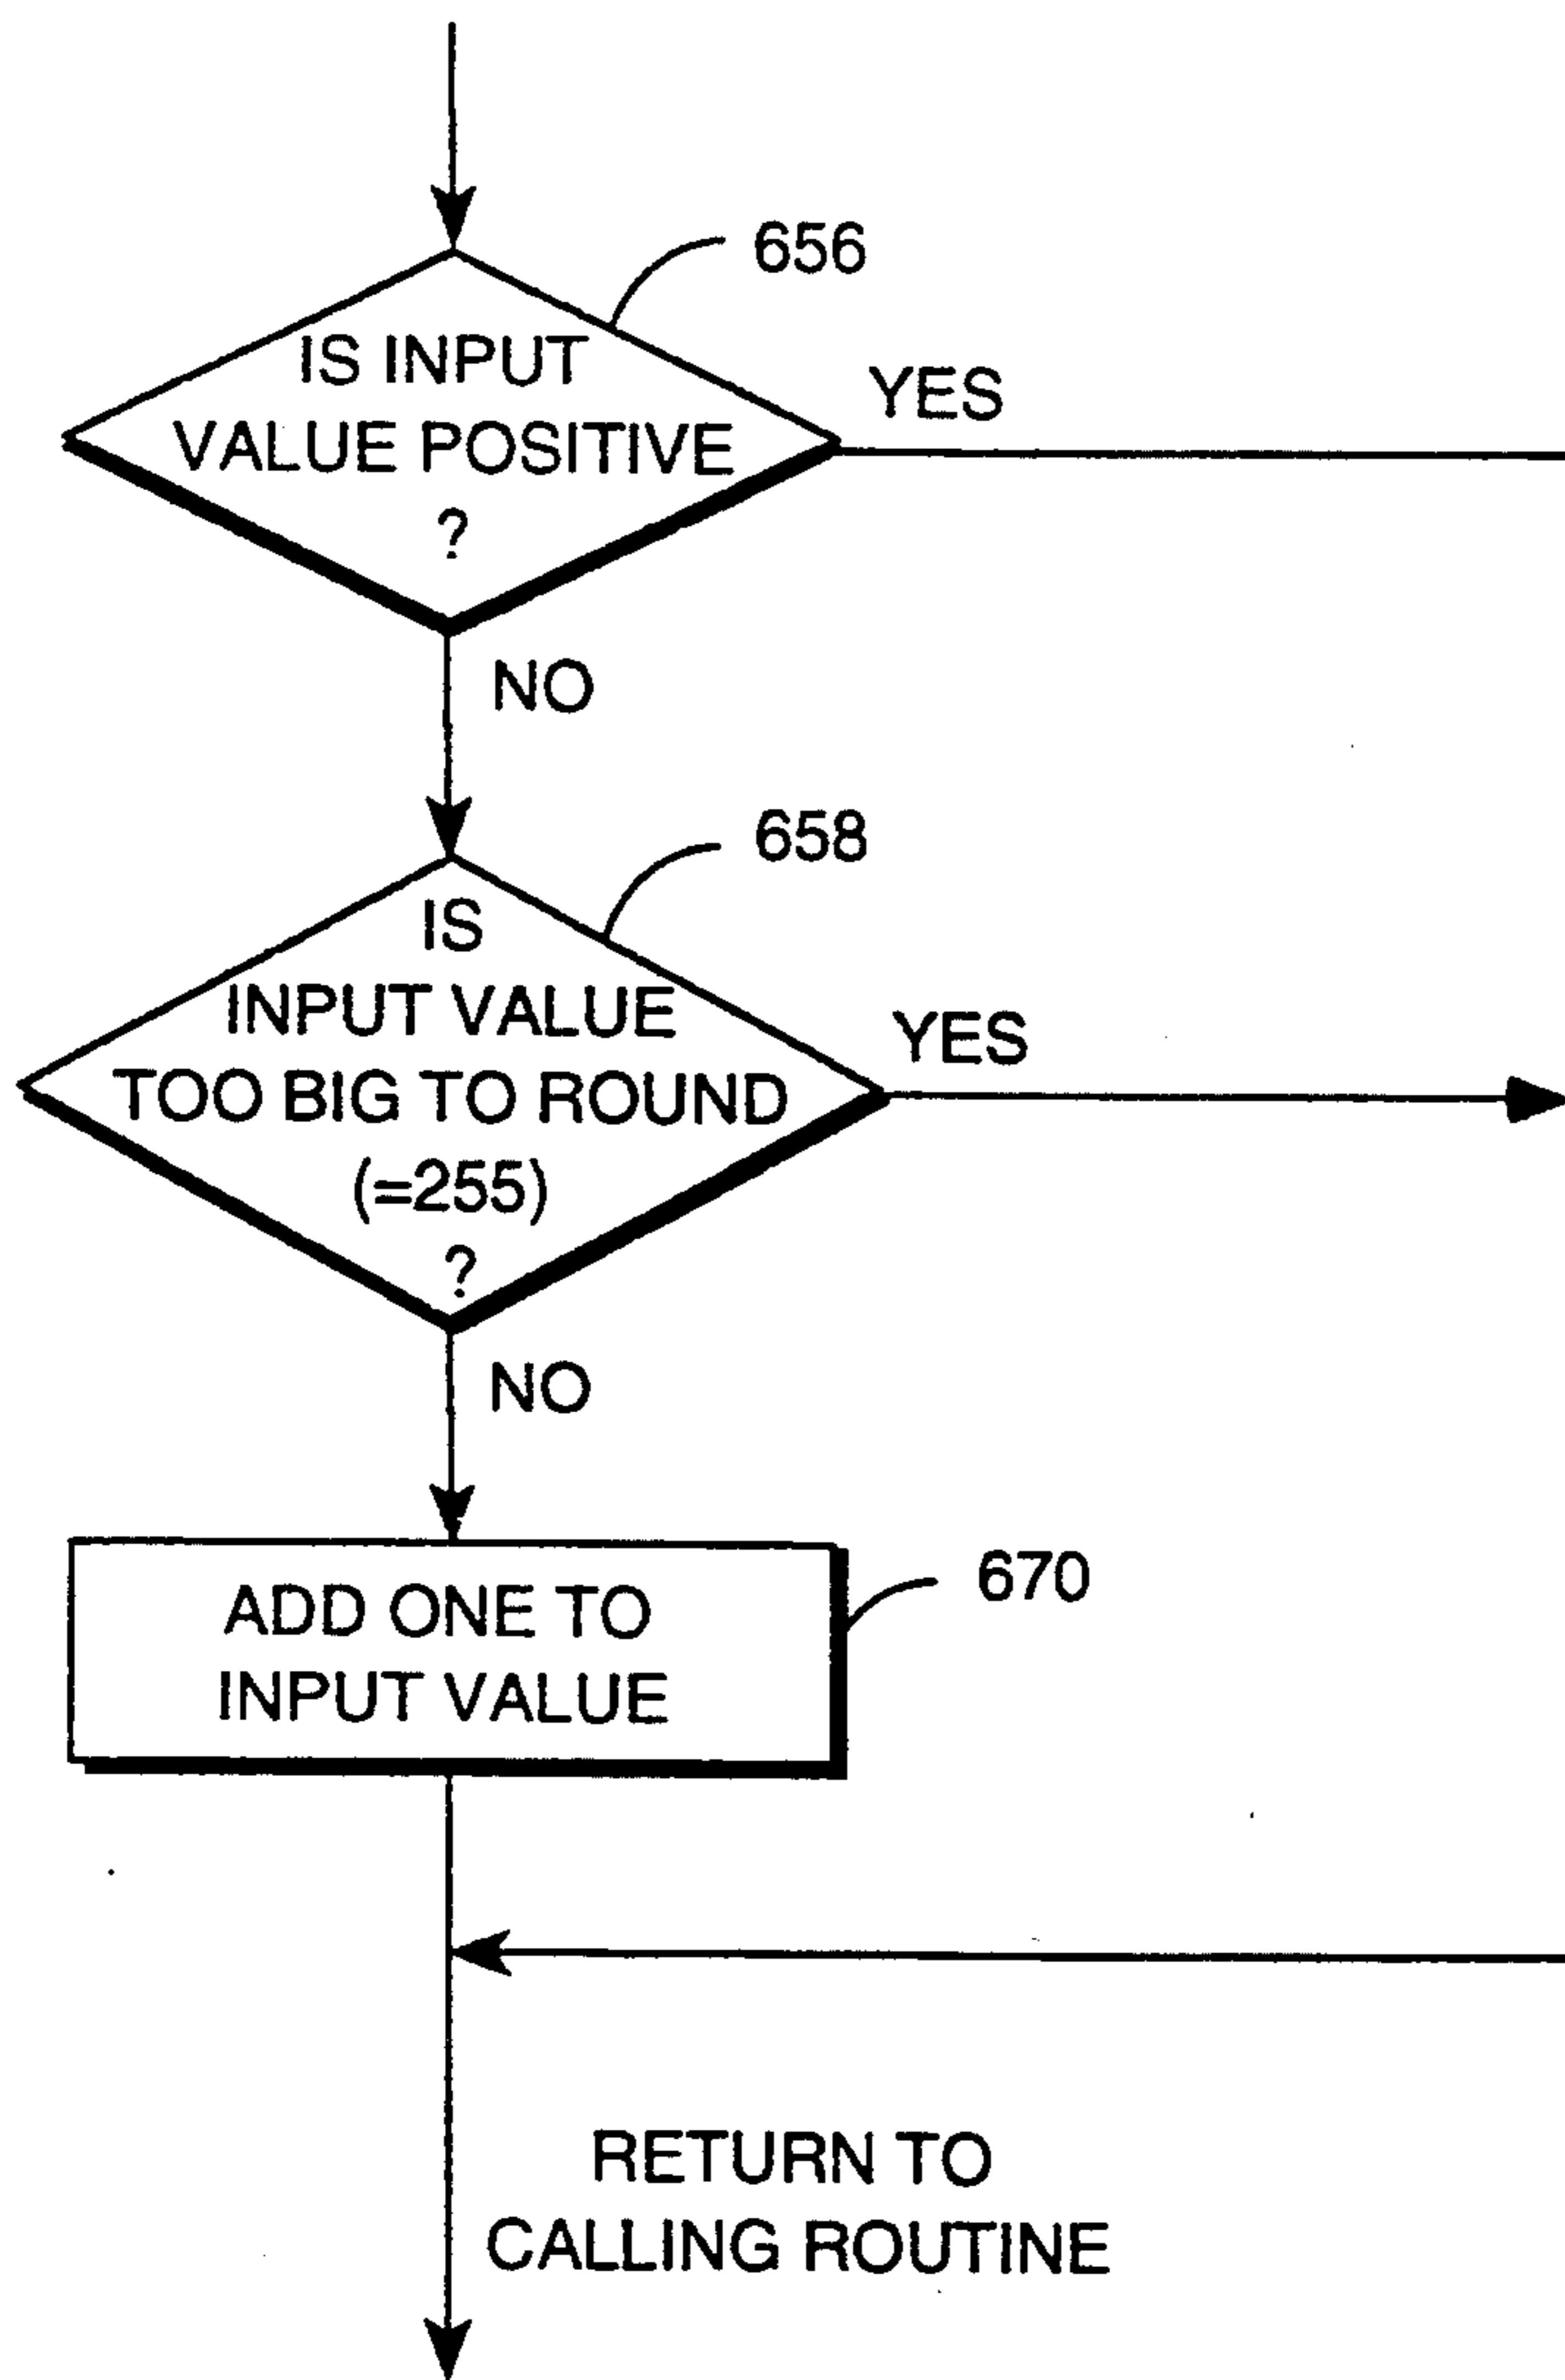 656
IS INPUT
VALUE POSITIVE
?
YES
NO
658
IS
INPUT VALUE
TOO BIG TO ROUND
(=255)
?
YES
NO
670
ADD ONE TO
INPUT VALUE
RETURN TO
CALLING ROUTINE